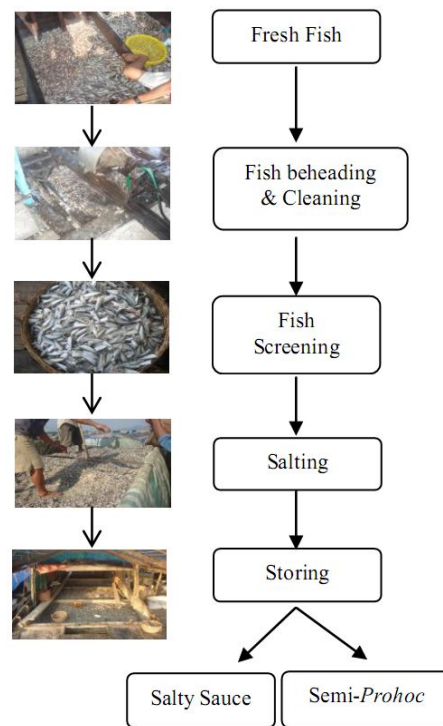 Fresh Fish
Fish beheading
& Cleaning
Fish
Screening
Salting
Storing
Salty Sauce
Semi-Prohoc